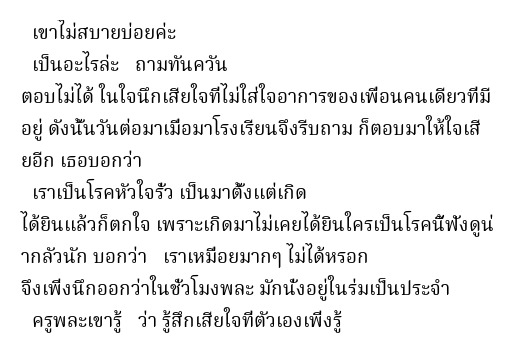 เขาไม่สบายบ่อยค่ะ
เป็นอะไรล่ะ ถามทันควัน
ตอบไม่ได้ ในใจนึกเสียใจที่ไม่ใส่ใจอาการของเพื่อนคนเดียวที่มี
อยู่ ดังนั้นวันต่อมาเมื่อมาโรงเรียนจึงรีบถาม ก็ตอบมาให้ใจเสี
ยอีก เธอบอกว่า
เราเป็นโรคหัวใจรั่ว เป็นมาตั้งแต่เกิด
ได้ยินแล้วก็ตกใจ เพราะเกิดมาไม่เคยได้ยินใครเป็นโรคนี้ฟังดูน่
ากลัวนัก บอกว่า เราเหนื่อยมากๆ ไม่ได้หรอก
จึงเพิ่งนึกออกว่าในชั่วโมงพละ มักนั่งอยู่ในร่มเป็นประจำ
ครูพละเขารู้ ว่า รู้สึกเสียใจที่ตัวเองเพิ่งรู้